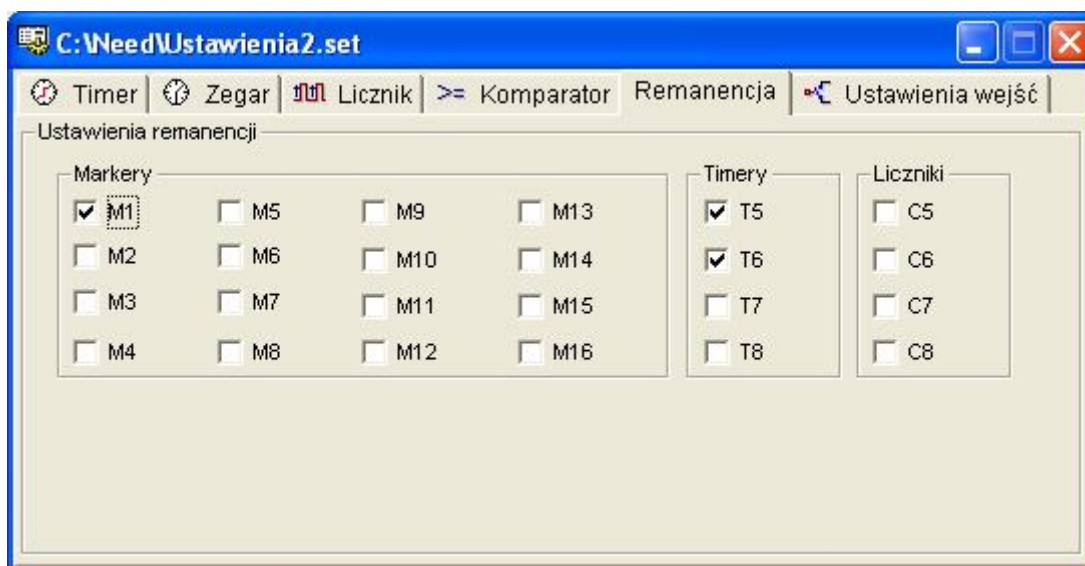 C:\Need\Ustawienia2.set
Timer Zegar Licznik >= Komparator Remanencja Ustawienia wejść
Ustawienia remanencji
Markery Timery Liczniki
M1 M5 M9 M13 T5 C5
M2 M6 M10 M14 T6 C6
M3 M7 M11 M15 T7 C7
M4 M8 M12 M16 T8 C8